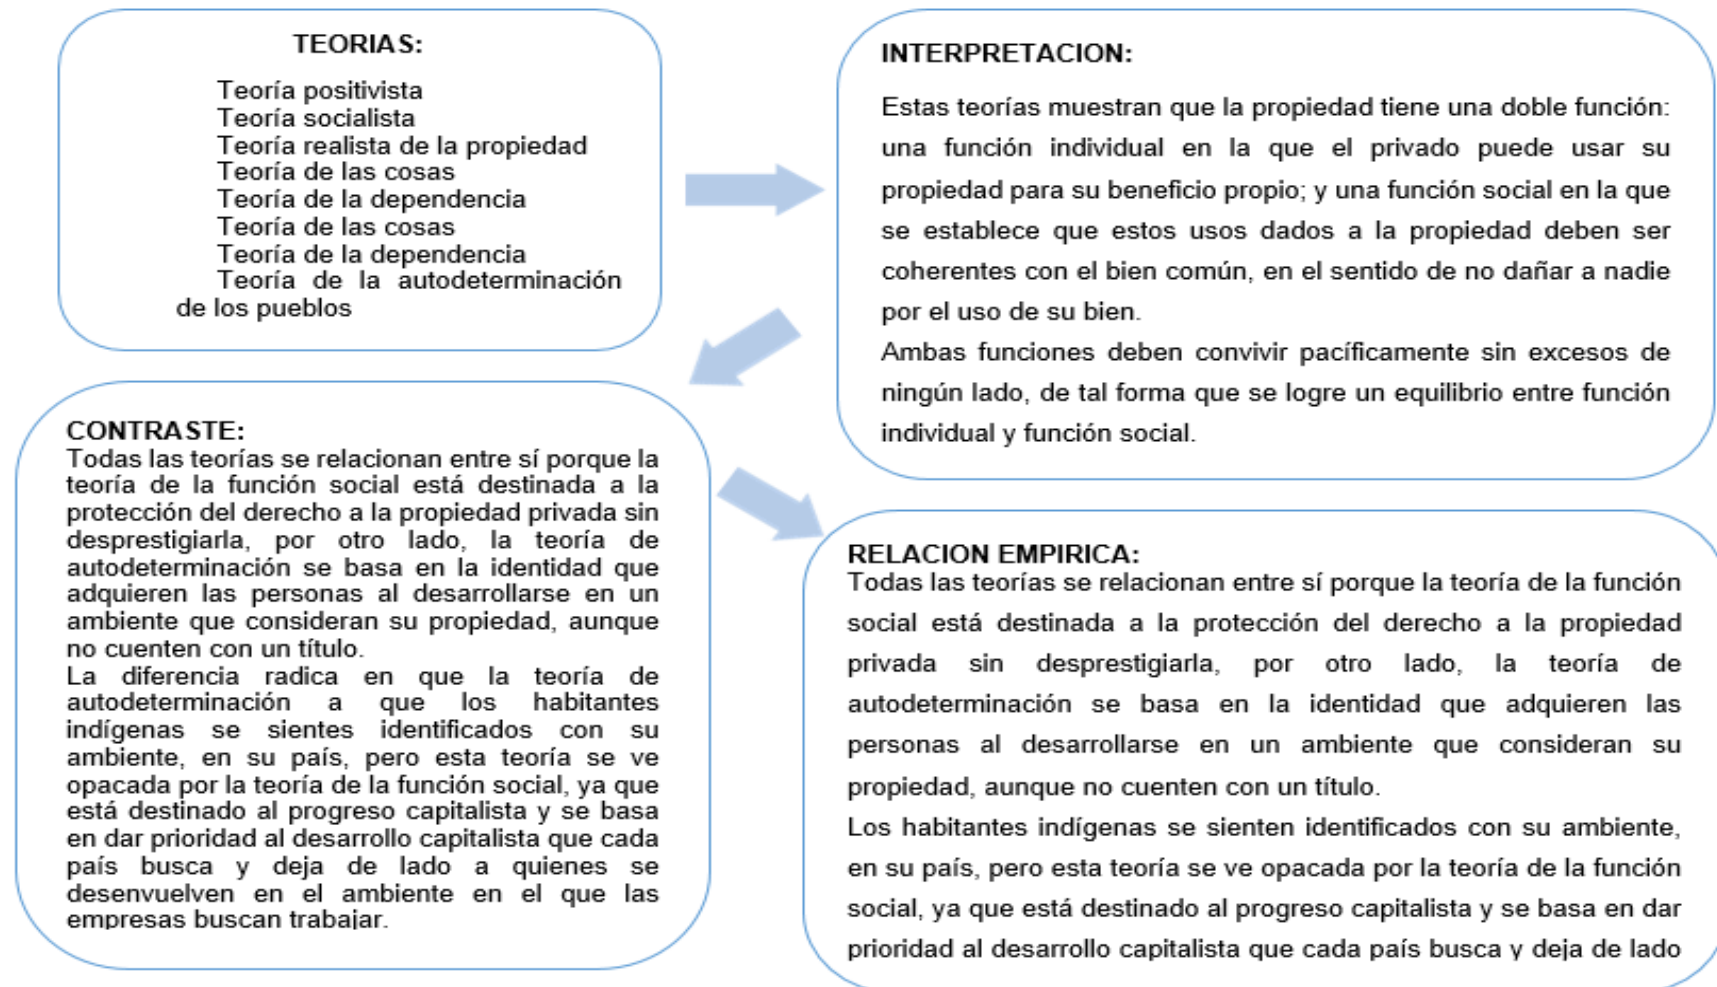 TEORIAS:
Teoría positivista
Teoría socialista
Teoría realista de la propiedad
Teoría de las cosas
Teoría de la dependencia
Teoría de las cosas
Teoría de la dependencia
Teoría de la autodeterminación
de los pueblos
INTERPRETACION:
Estas teorías muestran que la propiedad tiene una doble función:
una función individual en la que el privado puede usar su
propiedad para su beneficio propio; y una función social en la que
se establece que estos usos dados a la propiedad deben ser
coherentes con el bien común, en el sentido de no dañar a nadie
por el uso de su bien.
Ambas funciones deben convivir pacíficamente sin excesos de
ningún lado, de tal forma que se logre un equilibrio entre función
individual y función social.
CONTRASTE:
Todas las teorías se relacionan entre sí porque la
teoría de la función social está destinada a la
protección del derecho a la propiedad privada sin
desprestigiarla, por otro lado, la teoría de
autodeterminación se basa en la identidad que
adquieren las personas al desarrollarse en un
ambiente que consideran su propiedad, aunque
no cuenten con un título.
La diferencia radica en que la teoría de
autodeterminación a que los habitantes
indígenas se sientes identificados con su
ambiente, en su país, pero esta teoría se ve
opacada por la teoría de la función social, ya que
está destinado al progreso capitalista y se basa
en dar prioridad al desarrollo capitalista que cada
país busca y deja de lado a quienes se
desenvuelven en el ambiente en el que las
empresas buscan trabajar.
RELACION EMPIRICA:
Todas las teorías se relacionan entre sí porque la teoría de la función
social está destinada a la protección del derecho a la propiedad
privada sin desprestigiarla, por otro lado, la teoría de
autodeterminación se basa en la identidad que adquieren las
personas al desarrollarse en un ambiente que consideran su
propiedad, aunque no cuenten con un título.
Los habitantes indígenas se sienten identificados con su ambiente,
en su país, pero esta teoría se ve opacada por la teoría de la función
social, ya que está destinado al progreso capitalista y se basa en dar
prioridad al desarrollo capitalista que cada país busca y deja de lado